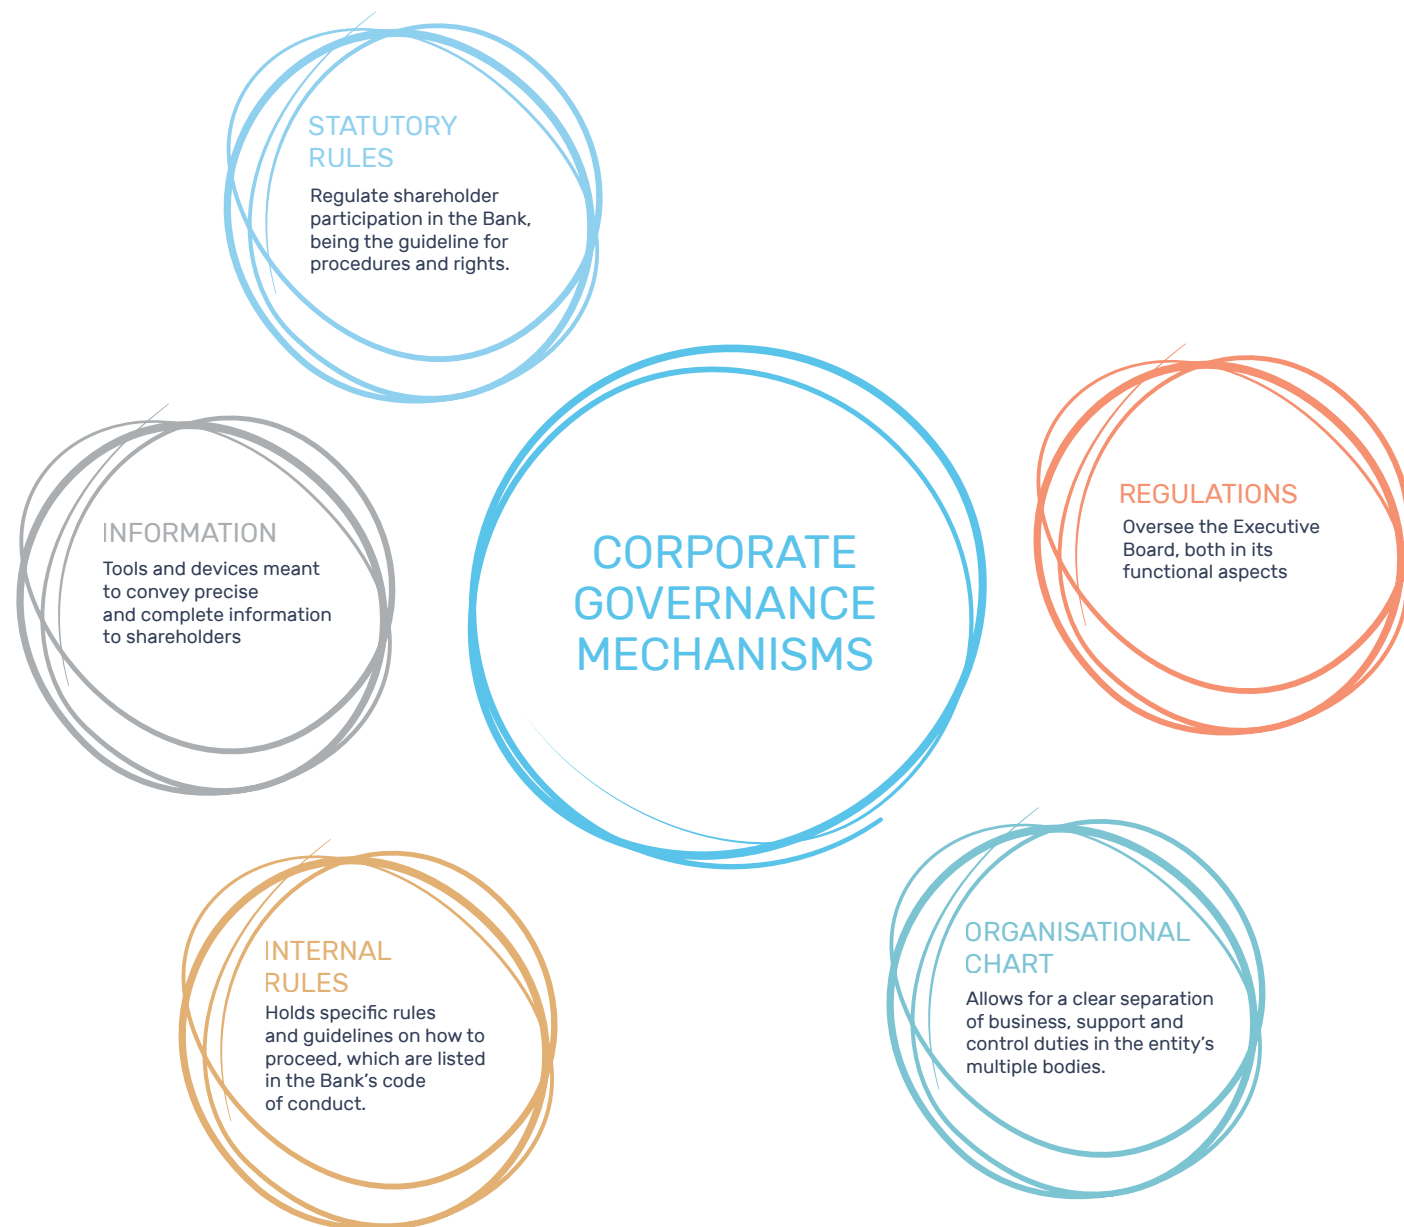 STATUTORY
RULES
Regulate shareholder
participation in the Bank,
being the guideline for
procedures and rights.
INFORMATION
Tools and devices meant
to convey precise
and complete information
to shareholders
CORPORATE
GOVERNANCE
MECHANISMS
REGULATIONS
Oversee the Executive
Board, both in its
functional aspects
INTERNAL
RULES
Holds specific rules
and guidelines on how to
proceed, which are listed
in the Bank’s code
of conduct.
ORGANISATIONAL
CHART
Allows for a clear separation
of business, support and
control duties in the entity’s
multiple bodies.